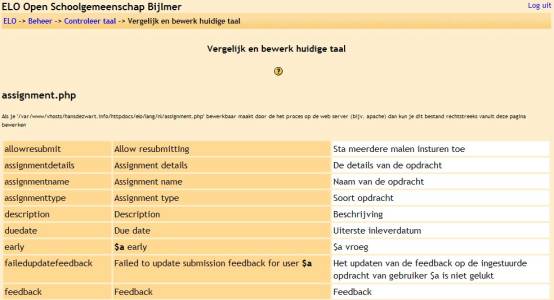 ELO Open Schoolgemeenschap Bijlmer
Log uit
ELO -> Beheer -> Controleer taal -> Vergelijk en bewerk huidige taal
Vergelijk en bewerk huidige taal
?
assignment.php
Als je '/var/www/vhosts/hansdezwart.info/httpdocs/elo/lang/nl/assignment.php' bewerkbaar maakt door de het proces op de web server (bijv, apache) dan kun je dit bestand rechtstreeks vanuit deze pagina
bewerken
allowresubmit Allow resubmitting Sta meerdere malen insturen toe
assignmentdetails Assignment details De details van de opdracht
assignmentname Assignment name Naam van de opdracht
assignmenttype Assignment type Soort opdracht
description Description Beschrijving
duedate Due date Uiterste inleverdatum
early $a early $a vroeg
failedupdatefeedback Failed to update submission feedback for user $a Het updaten van de feedback op de ingestuurde
opdracht van gebruiker $a is niet gelukt
feedback Feedback Feedback